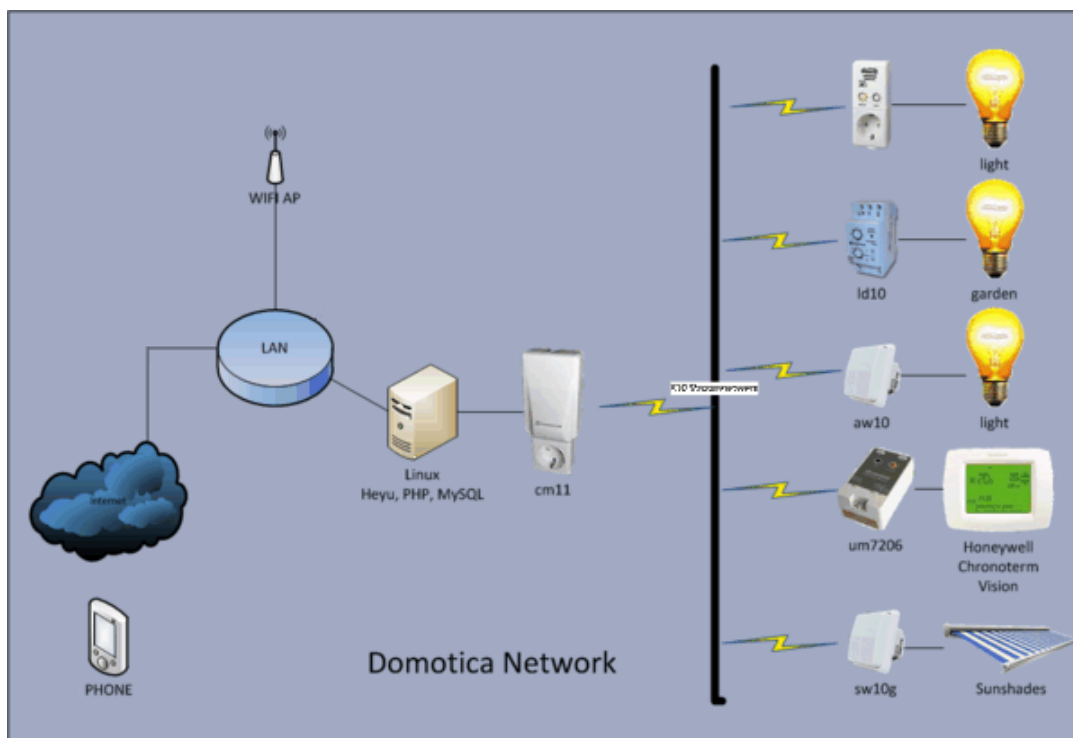 light
WIFI AP
ld10
garden
LAN
aw10
light
X10
Linux
Heyu, PHP, MySQL
cm11
internet
um7206
Honeywell
Chronoterm
Vision
PHONE
Domotica Network
sw10g
Sunshades